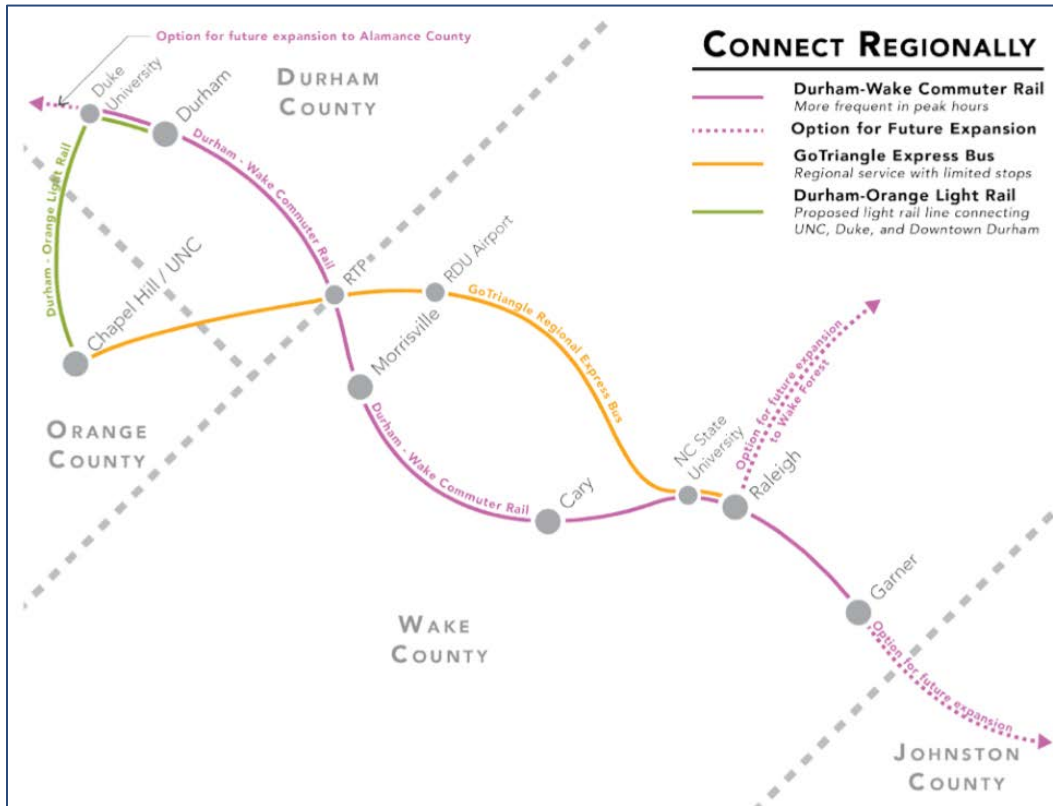 Option for future expansion to Alamance County
CONNECT REGIONALLY
Durham-Wake Commuter Rail
More frequent in peak hours
Option for Future Expansion
GoTriangle Express Bus
Regional service with limited stops
Durham-Orange Light Rail
Proposed light rail line connecting
UNC, Duke, and Downtown Durham
Duke
University
Durham
DURHAM
COUNTY
Durham - Wake Commuter Rail
Durham - Orange Light Rail
Chapel Hill / UNC
RTP
RDU Airport
GoTriangle Regional Express Bus
Morrisville
Durham - Wake Commuter Rail
ORANGE
COUNTY
Cary
NC State
University
Raleigh
Option for future expansion
to Wake Forest
Garner
Option for future expansion
WAKE
COUNTY
JOHNSTON
COUNTY